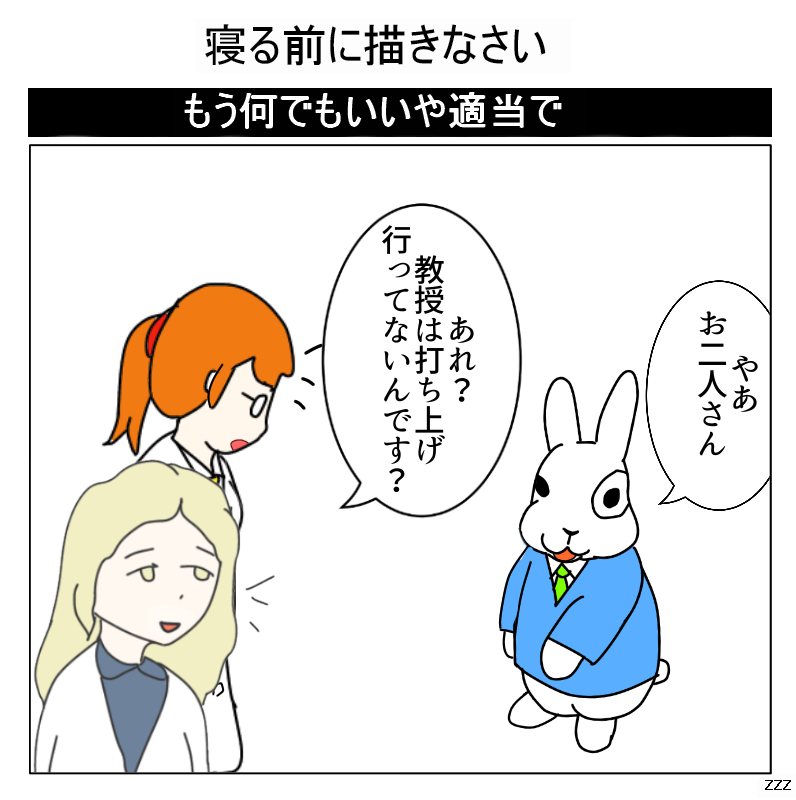 寝る前に描きなさい
もう何でもいいや適当で
やあ
お二人さん
あれ?
教授は打ち上げ
行ってないんです?
zzz